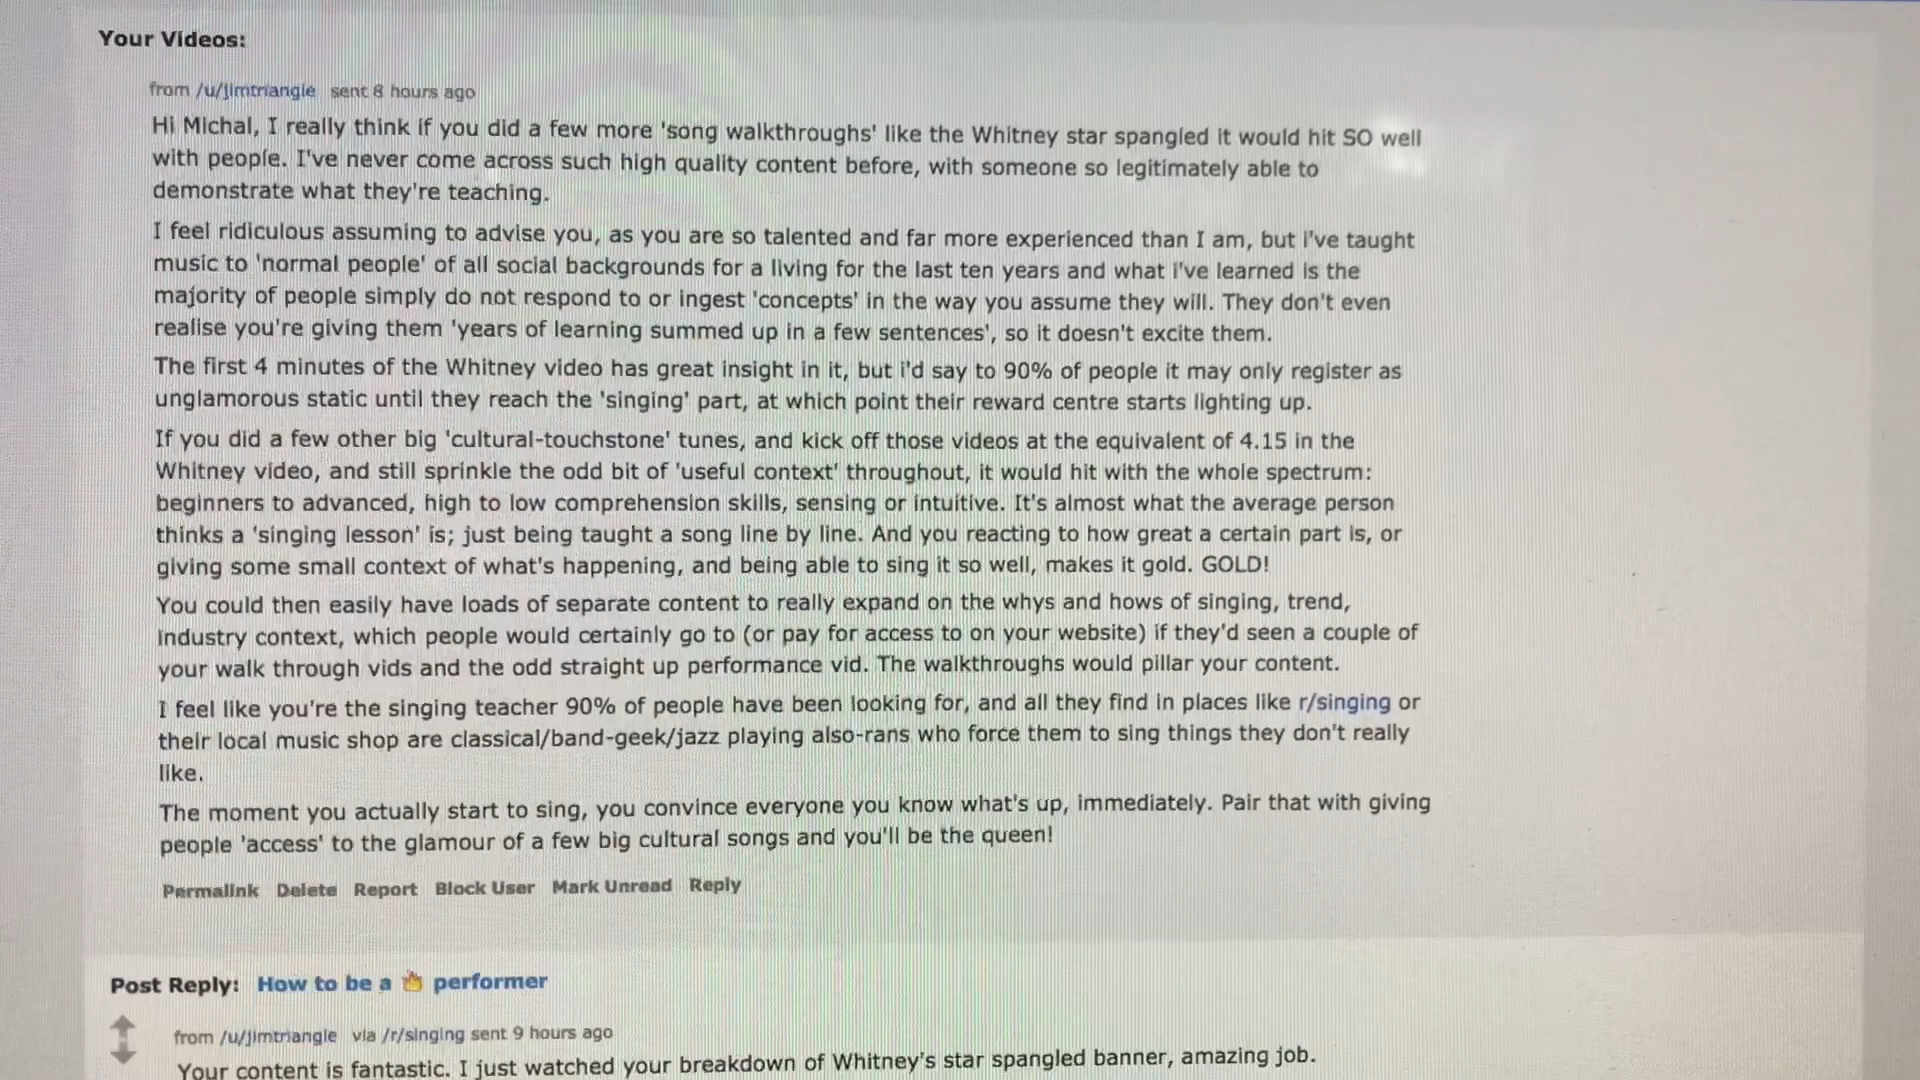 Your Videos:
from /u/jimtriangle sent 8 hours ago
Hi Michal, I really think if you did a few more 'song walkthroughs' like the Whitney star spangled it would hit SO well
with people. I've never come across such high quality content before, with someone so legitimately able to
demonstrate what they're teaching.
I feel ridiculous assuming to advise you, as you are so talented and far more experienced than I am, but i've taught
music to 'normal people' of all social backgrounds for a living for the last ten years and what i've learned is the
majority of people simply do not respond to or ingest 'concepts' in the way you assume they will. They don't even
realise you're giving them 'years of learning summed up in a few sentences', so it doesn't excite them.
The first 4 minutes of the Whitney video has great insight in it, but i'd say to 90% of people it may only register as
unglamorous static until they reach the 'singing' part, at which point their reward centre starts lighting up.
If you did a few other big 'cultural-touchstone' tunes, and kick off those videos at the equivalent of 4.15 in the
Whitney video, and still sprinkle the odd bit of 'useful context' throughout, it would hit with the whole spectrum:
beginners to advanced, high to low comprehension skills, sensing or intuitive. It's almost what the average person
thinks a 'singing lesson' is; just being taught a song line by line. And you reacting to how great a certain part is, or
giving some small context of what's happening, and being able to sing it so well, makes it gold. GOLD!
You could then easily have loads of separate content to really expand on the whys and hows of singing, trend,
industry context, which people would certainly go to (or pay for access to on your website) if they'd seen a couple of
your walk through vids and the odd straight up performance vid. The walkthroughs would pillar your content.
I feel like you're the singing teacher 90% of people have been looking for, and all they find in places like r/singing or
their local music shop are classical/band-geek/jazz playing also-rans who force them to sing things they don't really
like.
The moment you actually start to sing, you convince everyone you know what's up, immediately. Pair that with giving
people 'access' to the glamour of a few big cultural songs and you'll be the queen!
Permalink Delete Report Block User Mark Unread Reply
Post Reply: How to be a 🔥 performer
from /u/jimtriangle via /r/singing sent 9 hours ago
Your content is fantastic. I just watched your breakdown of Whitney's star spangled banner, amazing job.